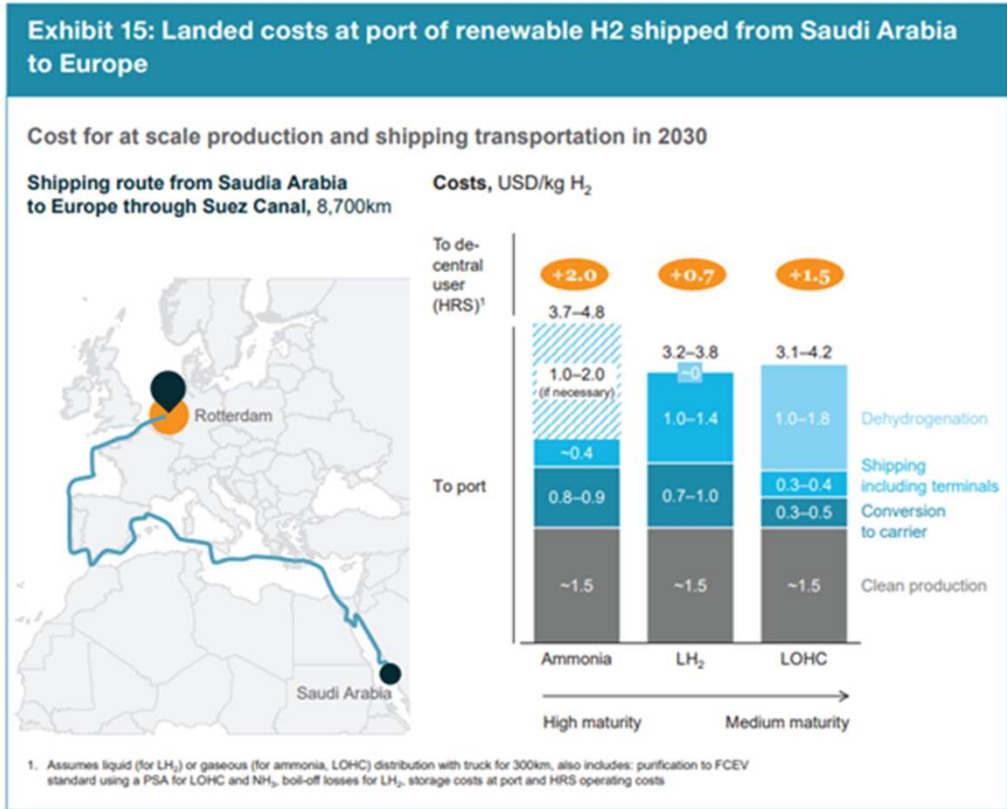 Exhibit 15: Landed costs at port of renewable H2 shipped from Saudi Arabia
to Europe
Cost for at scale production and shipping transportation in 2030
Shipping route from Saudia Arabia
to Europe through Suez Canal, 8,700km
Rotterdam
Saudi Arabia
Costs, USD/kg H₂
To de-
central
user
(HRS)¹
+2.0
+0.7
+1.5
3.7–4.8
3.2–3.8
3.1–4.2
1.0–2.0
(if necessary)
~0
1.0–1.4
1.0–1.8
Dehydrogenation
~0.4
0.3–0.4
Shipping
including terminals
To port
0.8–0.9
0.7–1.0
0.3–0.5
Conversion
to carrier
~1.5
~1.5
~1.5
Clean production
Ammonia
LH₂
LOHC
High maturity
Medium maturity
1. Assumes liquid (for LH₂) or gaseous (for ammonia, LOHC) distribution with truck for 300km, also includes: purification to FCEV
standard using a PSA for LOHC and NH₃, boil-off losses for LH₂, storage costs at port and HRS operating costs